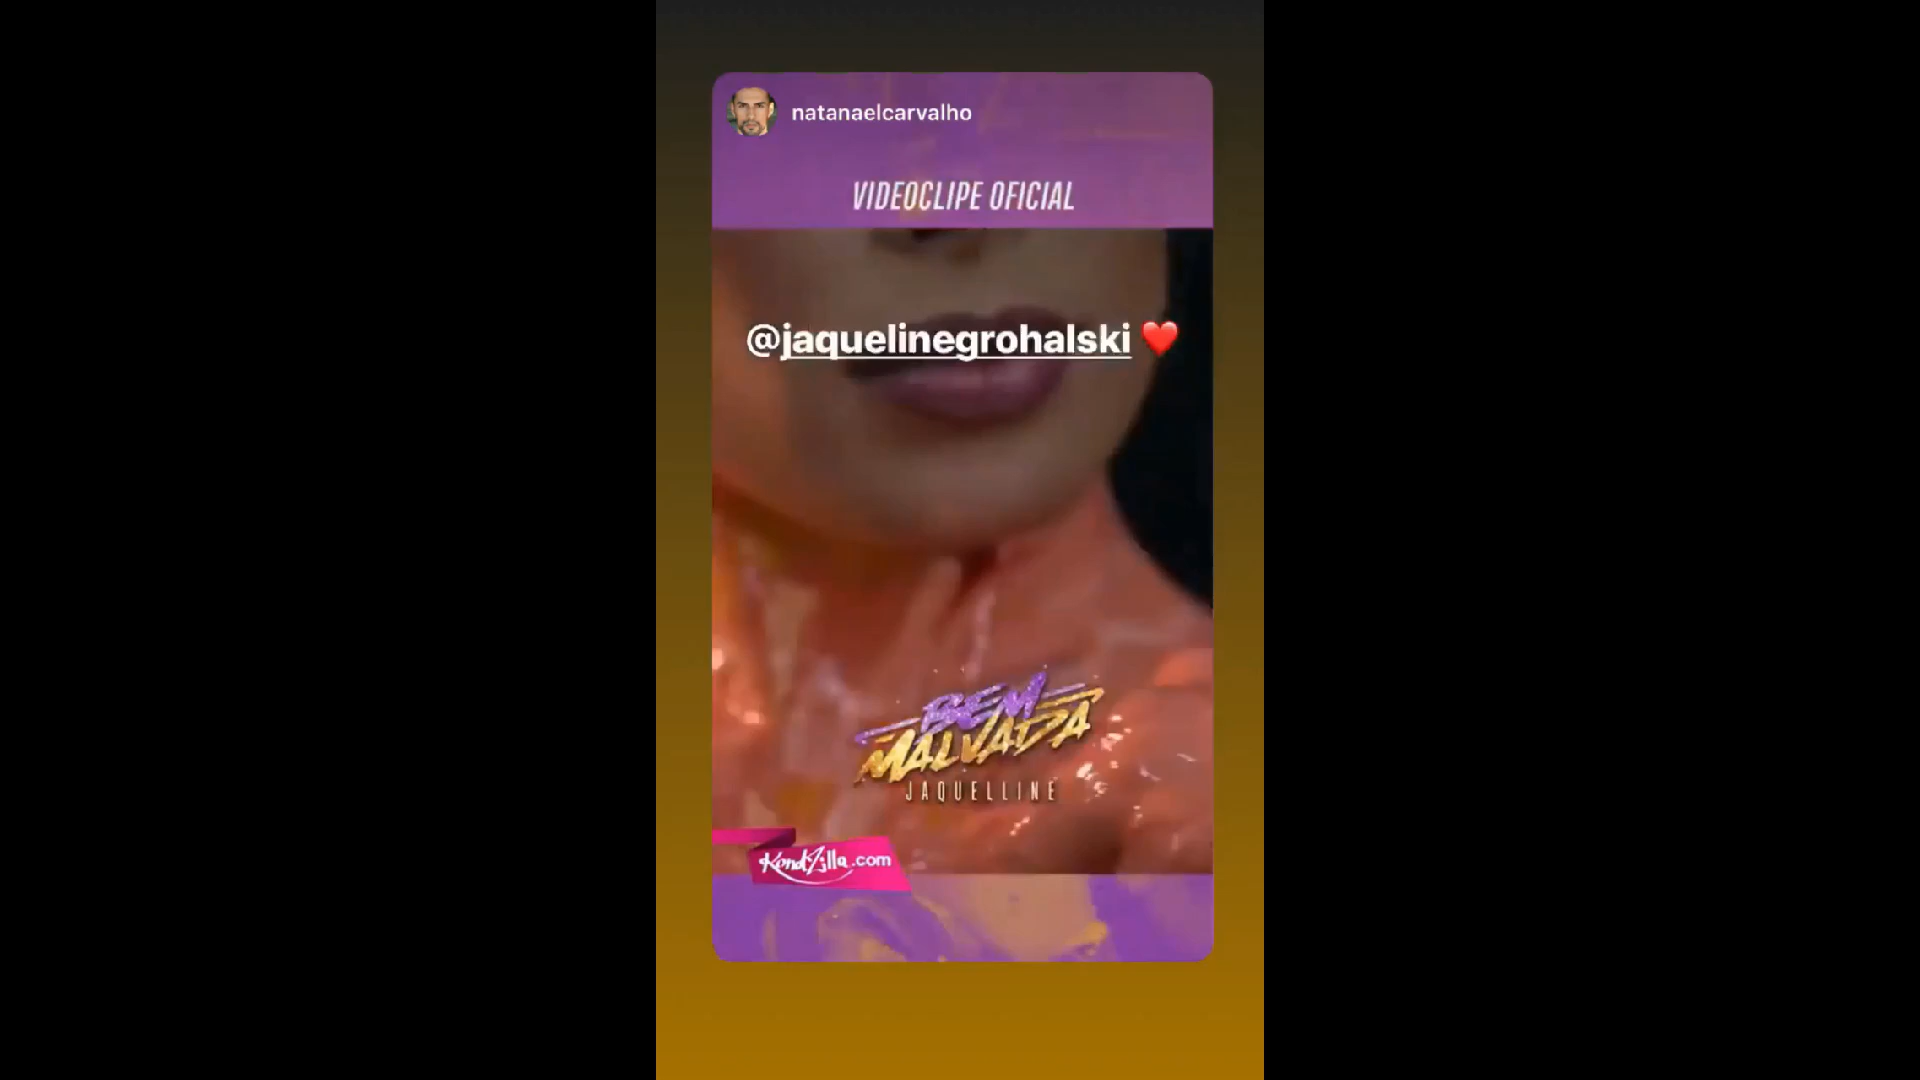 natanaelcarvalho
VIDEOCLIPE OFICIAL
@jaquelinegrohalski ❤️
BEM
MALVADA
JAQUELLINE
KondZilla.com